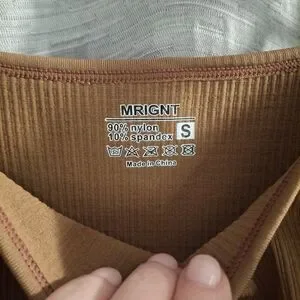 MRIGNT
90% nylon
10% spandex
S
Made in China